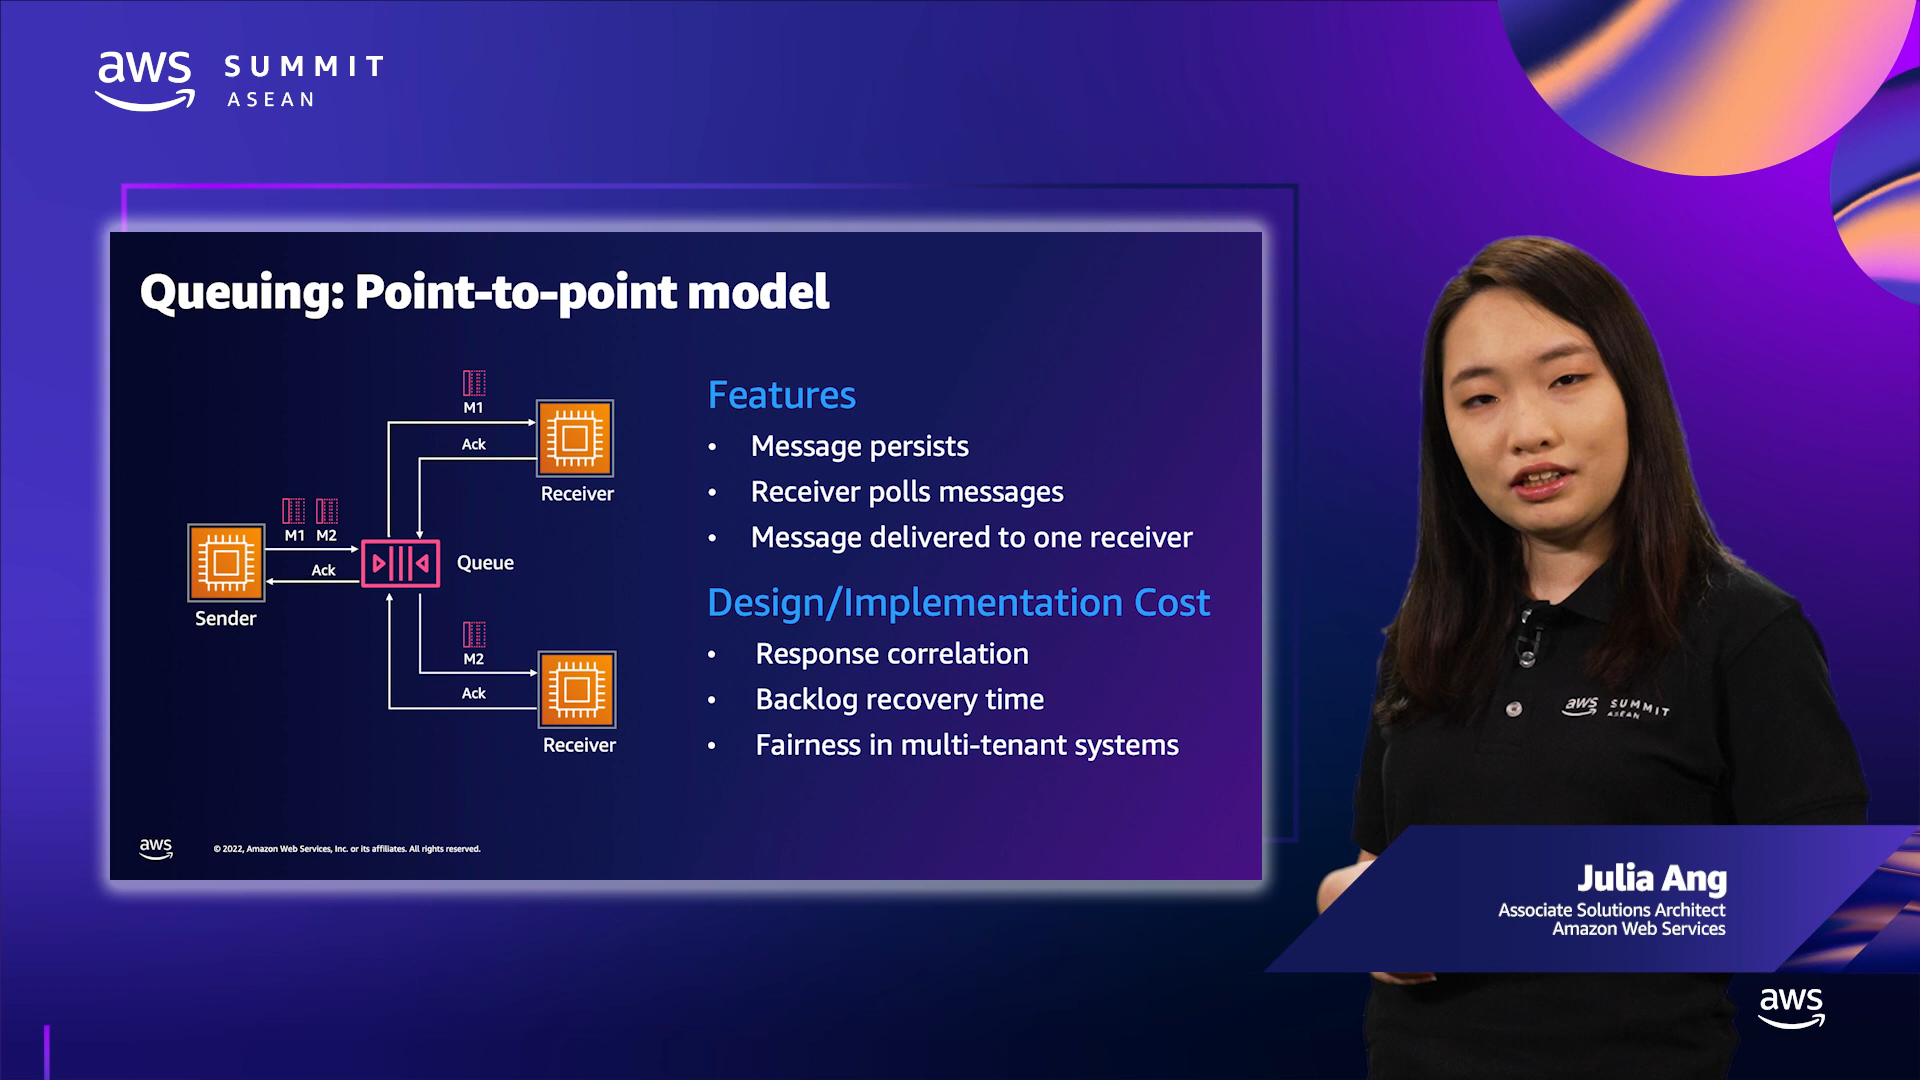 aws SUMMIT
ASEAN
Queuing: Point-to-point model
M1
Ack
Receiver
M1 M2
Ack
Sender
Queue
M2
Ack
Receiver
Features
• Message persists
• Receiver polls messages
• Message delivered to one receiver
Design/Implementation Cost
• Response correlation
• Backlog recovery time
• Fairness in multi-tenant systems
aws
© 2022, Amazon Web Services, Inc. or its affiliates. All rights reserved.
aws SUMMIT
ASEAN
Julia Ang
Associate Solutions Architect
Amazon Web Services
aws